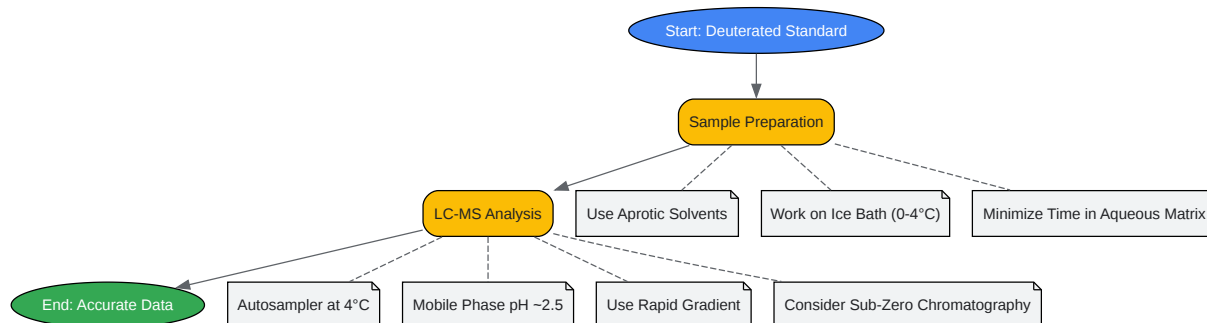 Start: Deuterated Standard
Sample Preparation
LC-MS Analysis
Use Aprotic Solvents
Work on Ice Bath (0-4°C)
Minimize Time in Aqueous Matrix
End: Accurate Data
Autosampler at 4°C
Mobile Phase pH ~2.5
Use Rapid Gradient
Consider Sub-Zero Chromatography